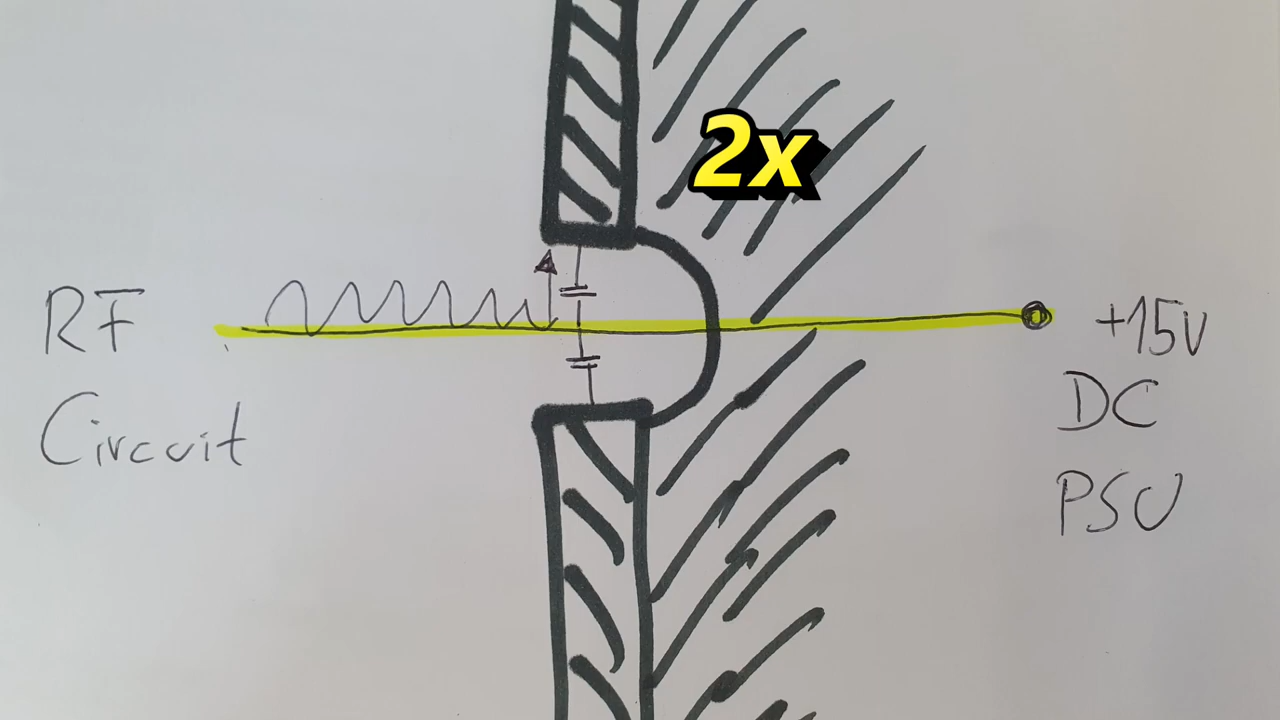 2x
RF
Circuit
+15V
DC
PSU